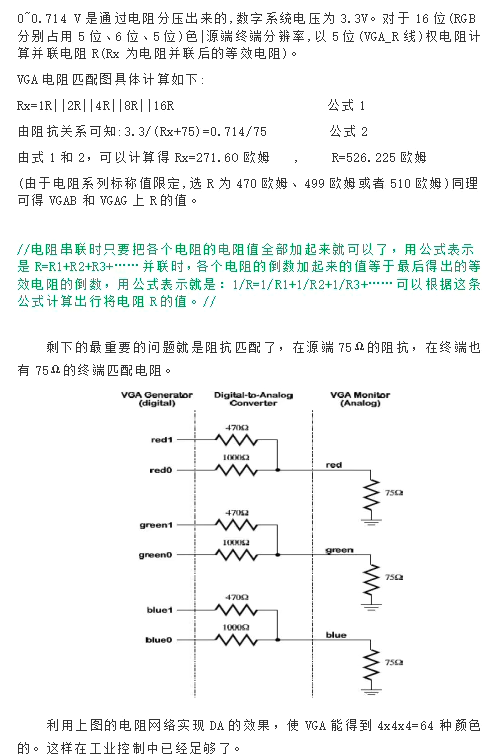 0~0.714 V 是通过电阻分压出来的,数字系统电压为 3.3V。对于 16 位(RGB
分别占用 5 位、6 位、5 位)色|源端终端分辨率,以 5 位(VGA_R 线)权电阻计
算并联电阻 R(Rx 为电阻并联后的等效电阻)。
VGA 电阻匹配图具体计算如下:
Rx=1R||2R||4R||8R||16R 公式 1
由阻抗关系可知:3.3/(Rx+75)=0.714/75 公式 2
由式 1 和 2，可以计算得 Rx=271.60 欧姆 , R=526.225 欧姆
(由于电阻系列标称值限定,选 R 为 470 欧姆、499 欧姆或者 510 欧姆)同理
可得 VGAB 和 VGAG 上 R 的值。
//电阻串联时只要把各个电阻的电阻值全部加起来就可以了，用公式表示
是 R=R1+R2+R3+……并联时,各个电阻的倒数加起来的值等于最后得出的等
效电阻的倒数，用公式表示就是：1/R=1/R1+1/R2+1/R3+……可以根据这条
公式计算出行将电阻 R 的值。//
剩下的最重要的问题就是阻抗匹配了，在源端 75Ω的阻抗，在终端也
有 75Ω的终端匹配电阻。
VGA Generator
(digital)
Digital-to-Analog
Converter
VGA Monitor
(Analog)
470Ω
red1
1000Ω
red0
red
75Ω
470Ω
green1
1000Ω
green0
green
75Ω
470Ω
blue1
1000Ω
blue0
blue
75Ω
利用上图的电阻网络实现 DA 的效果，使 VGA 能得到 4x4x4=64 种颜色
的。这样在工业控制中已经足够了。